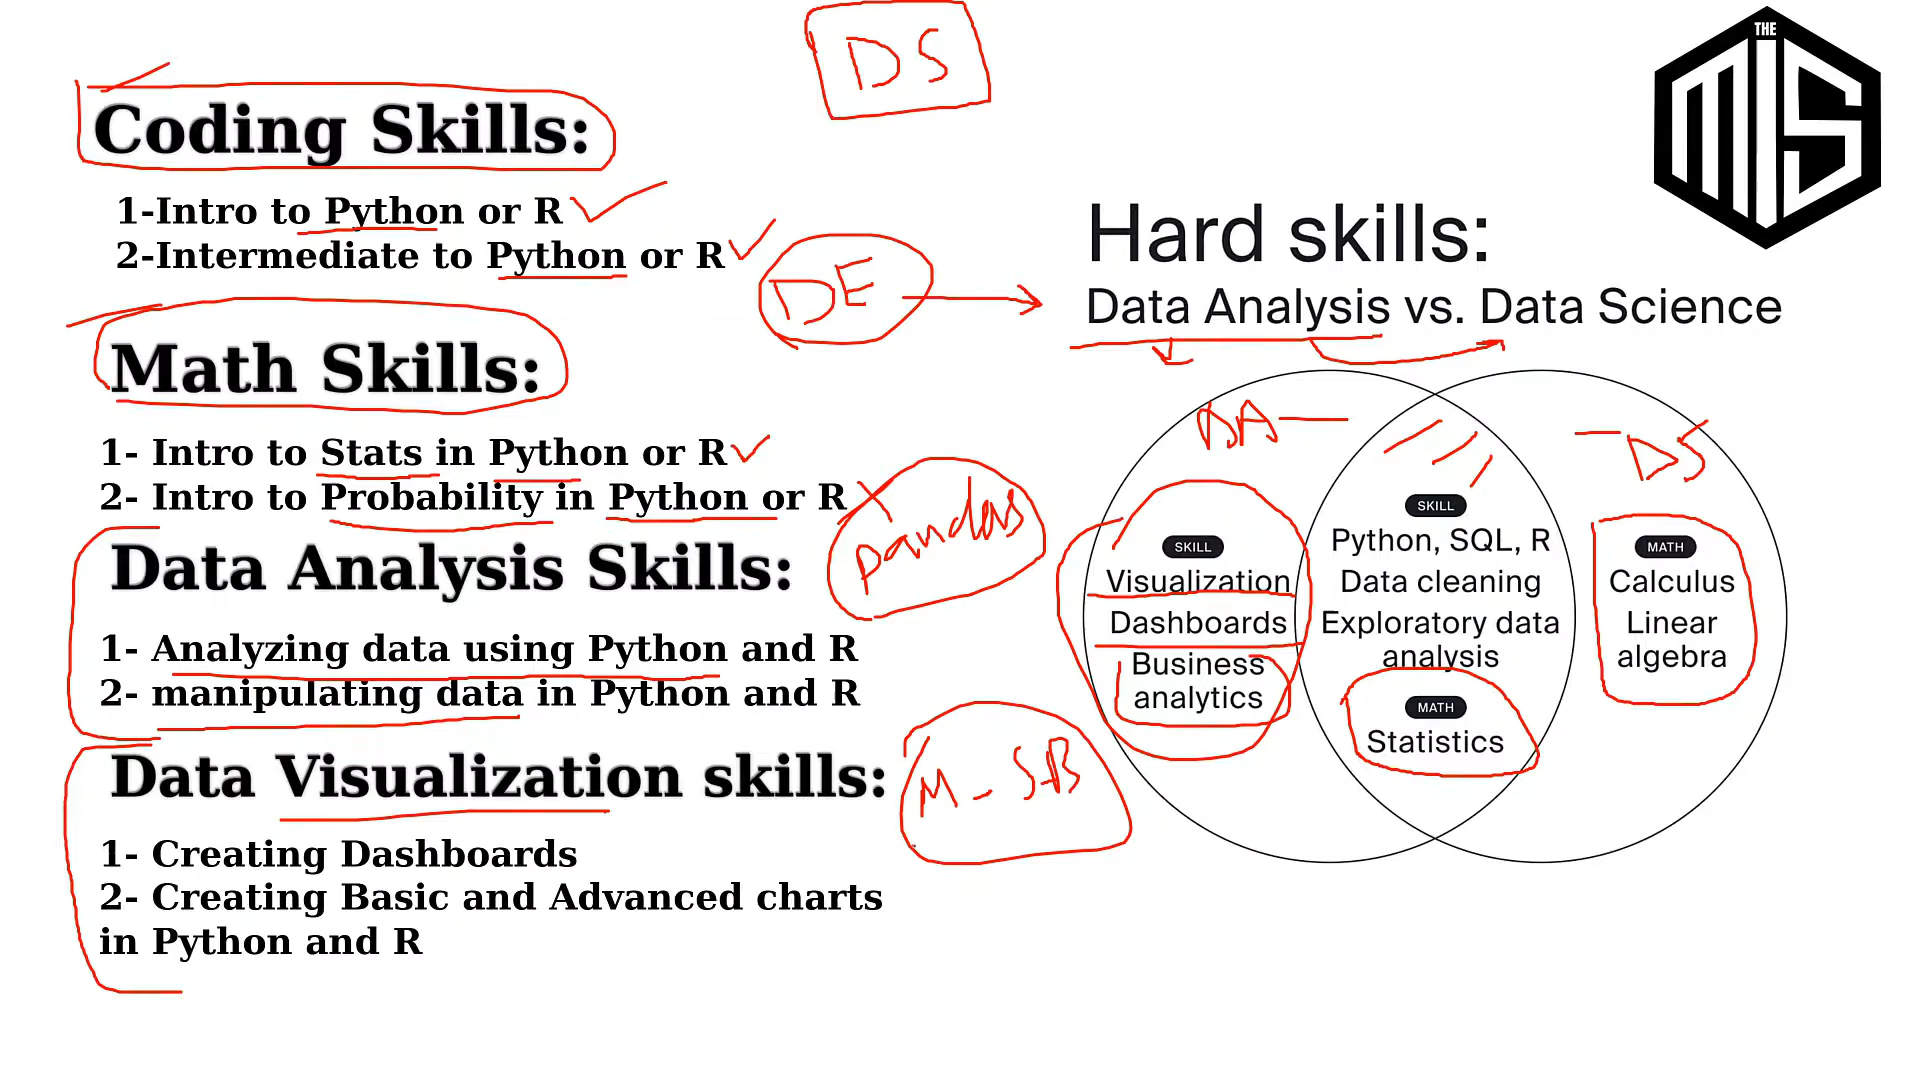 DS
THE
MIS
Coding Skills:
1-Intro to Python or R
2-Intermediate to Python or R
DE
Math Skills:
1- Intro to Stats in Python or R
2- Intro to Probability in Python or R
pandas
Data Analysis Skills:
1- Analyzing data using Python and R
2- manipulating data in Python and R
Data Visualization skills:
M - SB
1- Creating Dashboards
2- Creating Basic and Advanced charts
in Python and R
Hard skills:
Data Analysis vs. Data Science
DA
DS
SKILL
Visualization
Dashboards
Business
analytics
SKILL
Python, SQL, R
Data cleaning
Exploratory data
analysis
MATH
Statistics
MATH
Calculus
Linear
algebra